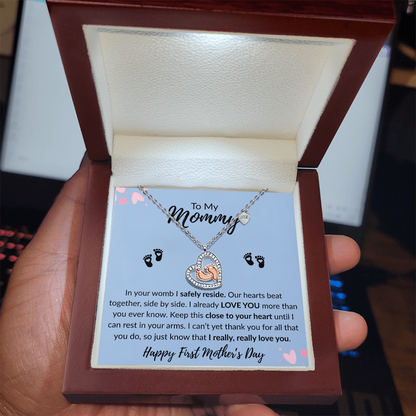 To My
Mommy
In your womb I safely reside. Our hearts beat
together, side by side. I already LOVE YOU more than
you ever know. Keep this close to your heart until I
can rest in your arms. I can't yet thank you for all that
you do, so just know that I really, really love you.
Happy First Mother's Day